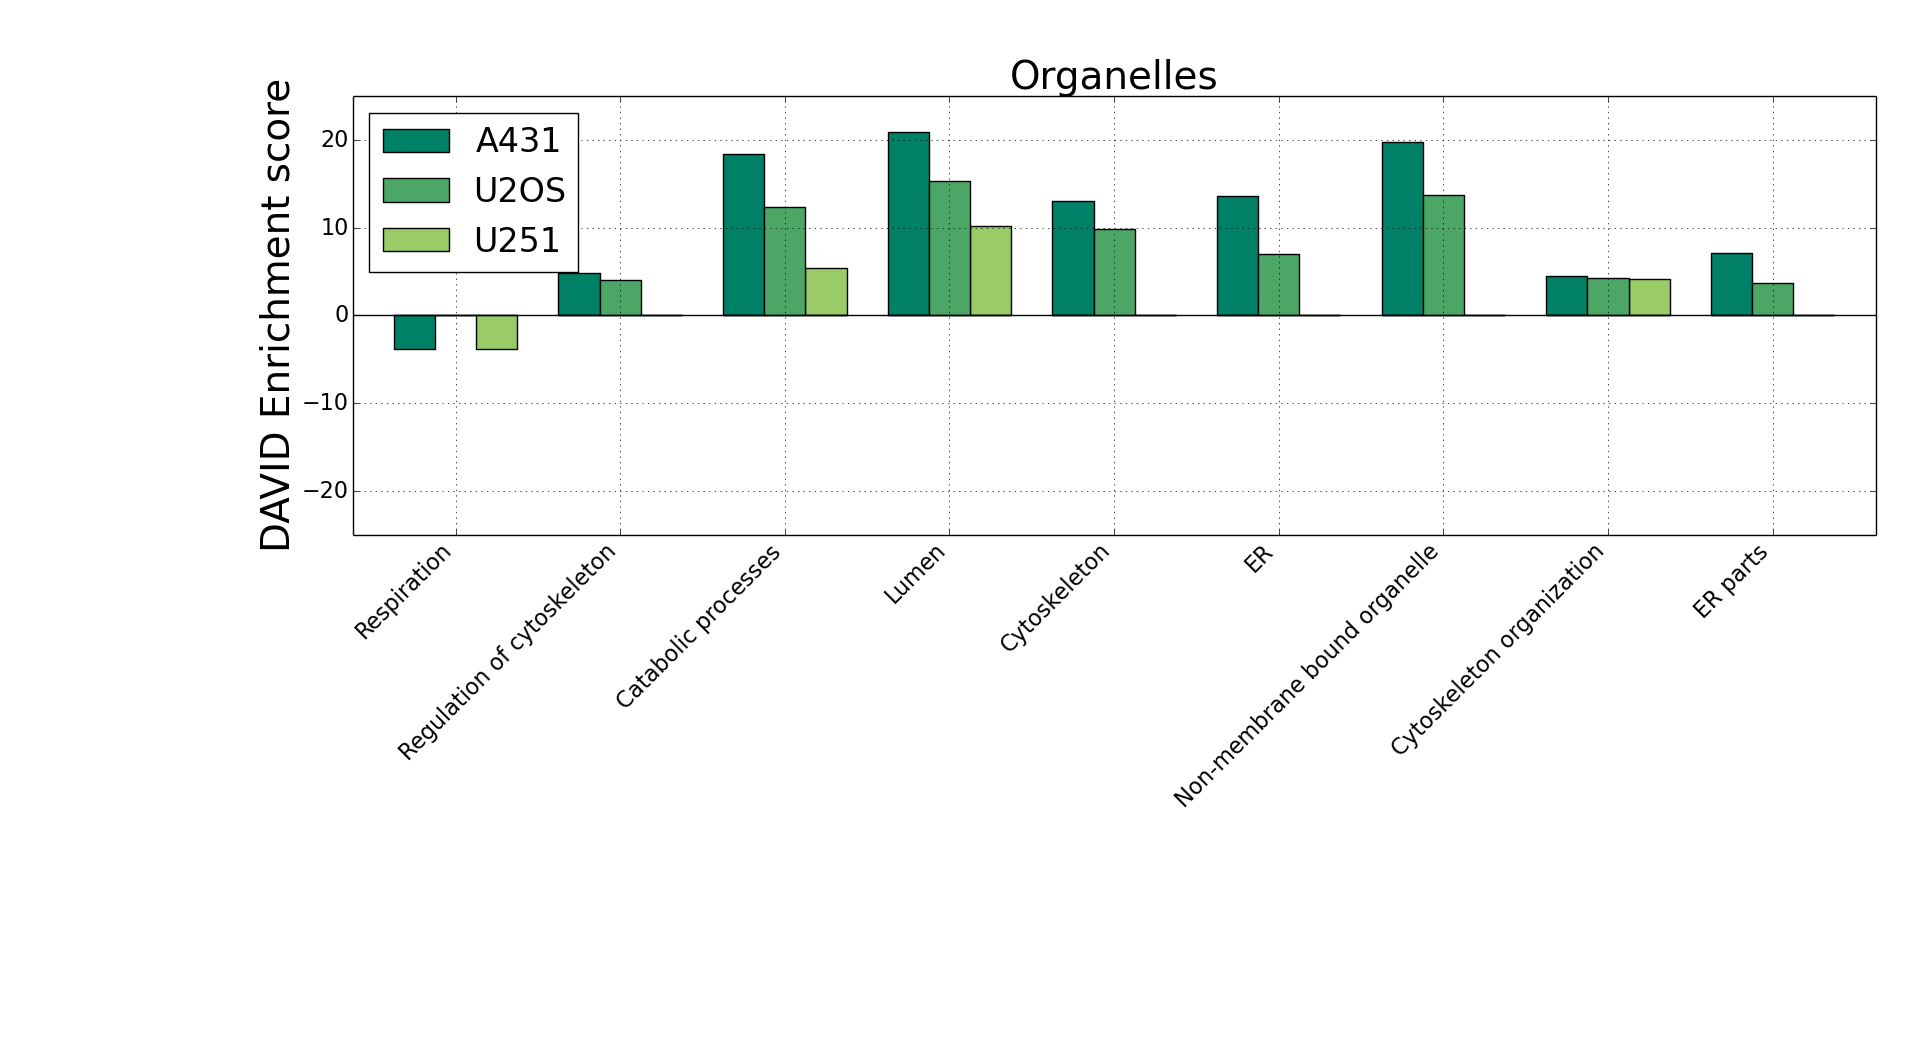 Organelles
DAVID Enrichment score
20
10
0
−10
−20
A431
U2OS
U251
Respiration
Regulation of cytoskeleton
Catabolic processes
Lumen
Cytoskeleton
ER
Non-membrane bound organelle
Cytoskeleton organization
ER parts